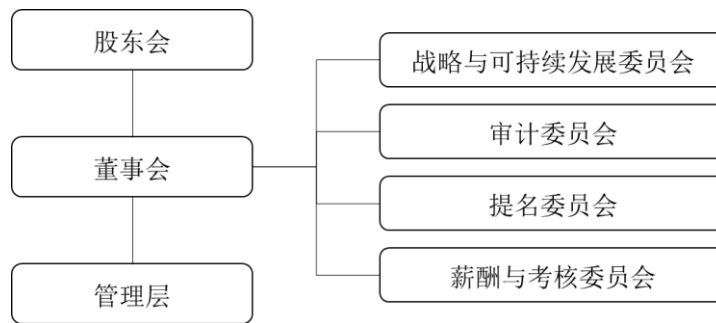 股东会
董事会
管理层
战略与可持续发展委员会
审计委员会
提名委员会
薪酬与考核委员会